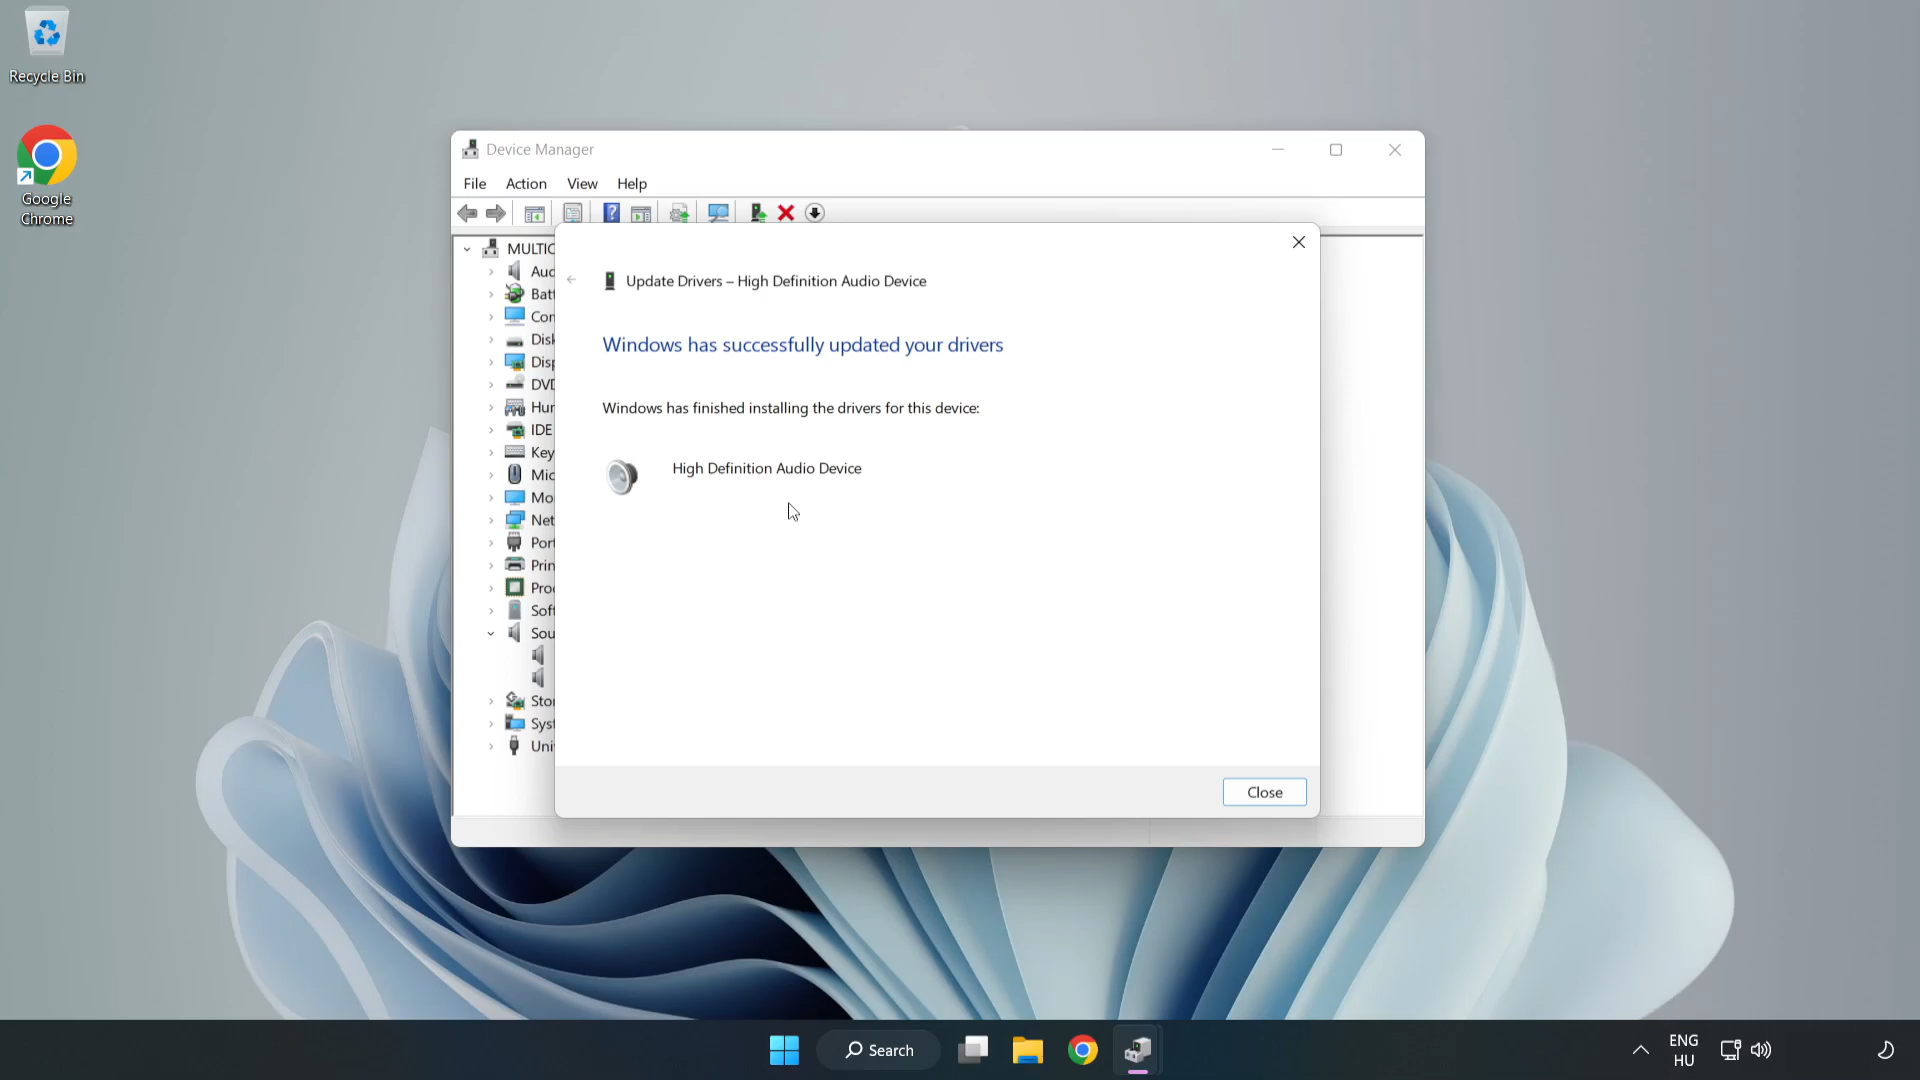 Recycle Bin
Google
Chrome
Device Manager
File Action View Help
MULTIC
Aud
Batt
Con
Disk
Disp
DVD
Hur
IDE
Key
Mic
Mor
Net
Port
Prin
Proc
Soft
Sou
Stor
Syst
Uni
Update Drivers – High Definition Audio Device
Windows has successfully updated your drivers
Windows has finished installing the drivers for this device:
High Definition Audio Device
Close
Search
ENG
HU